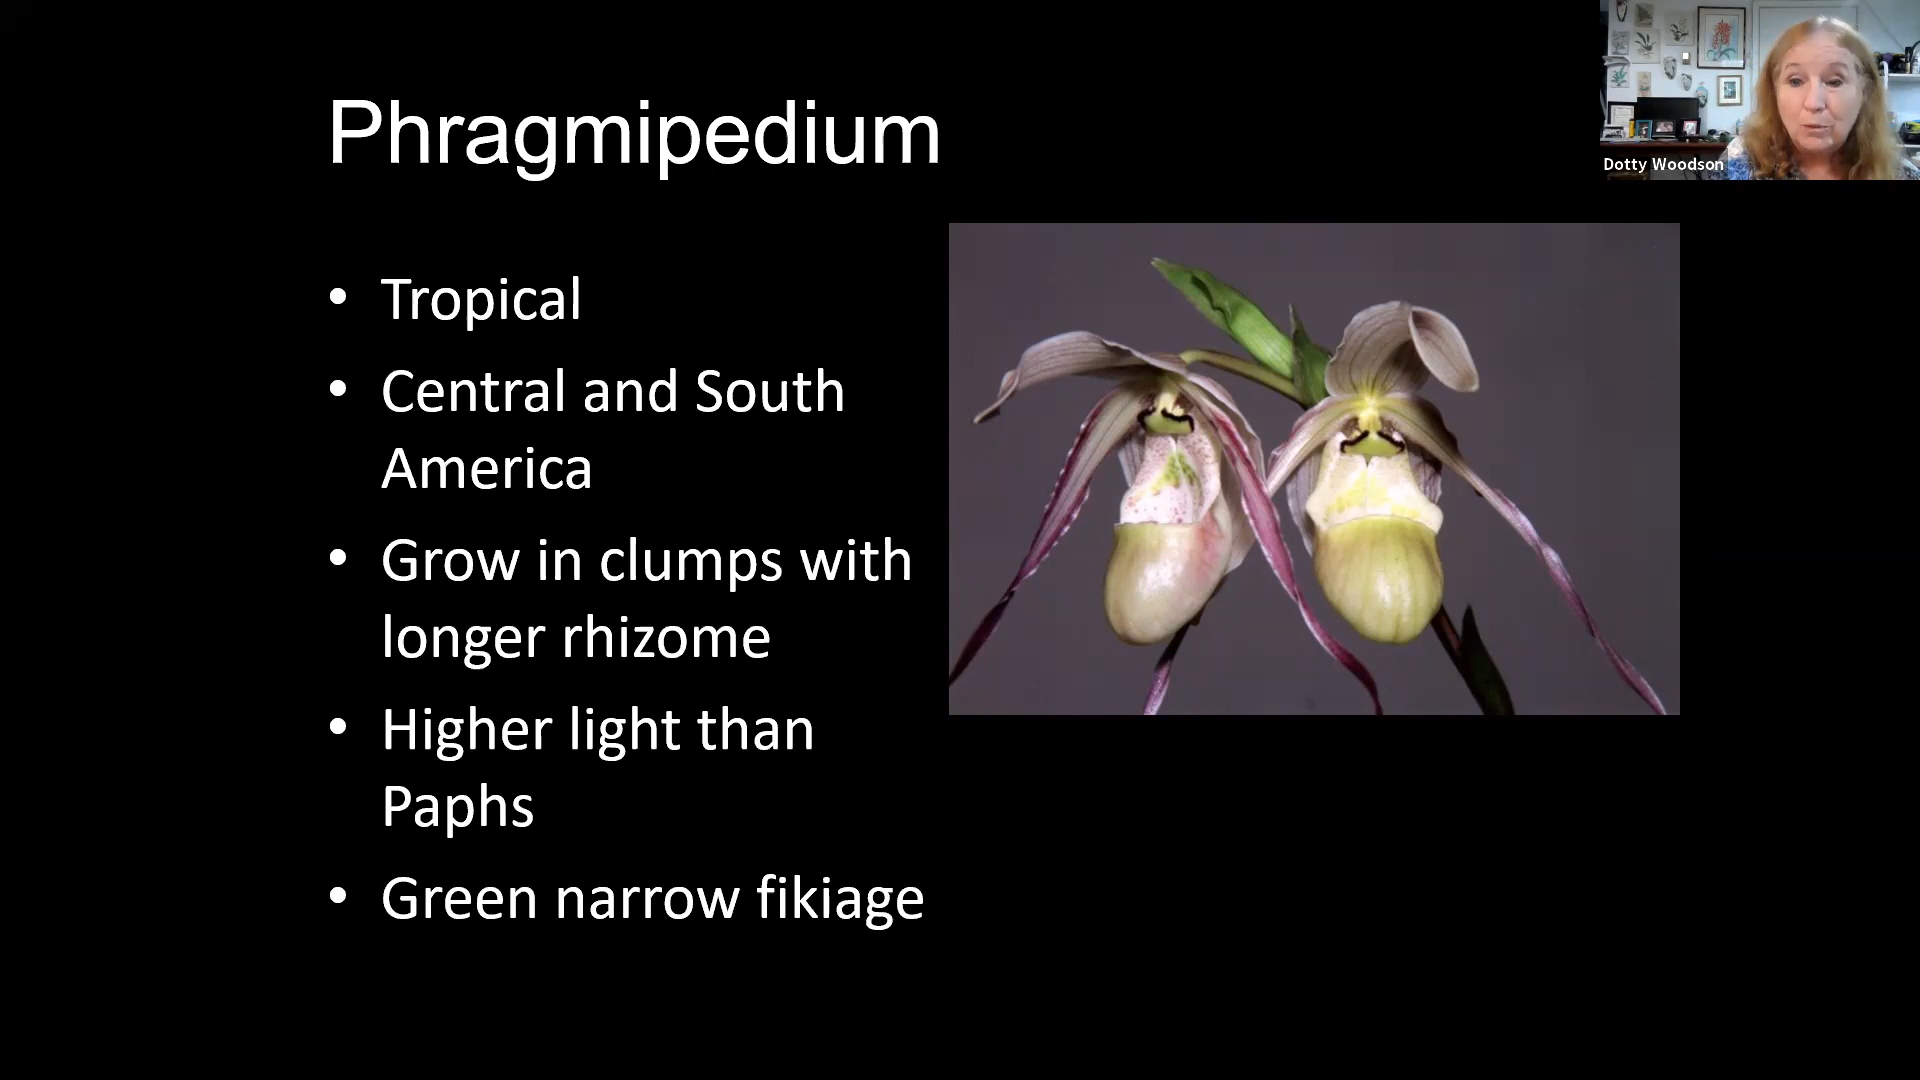 Phragmipedium
Dotty Woodson
• Tropical
• Central and South
America
• Grow in clumps with
longer rhizome
• Higher light than
Paphs
• Green narrow fikiage